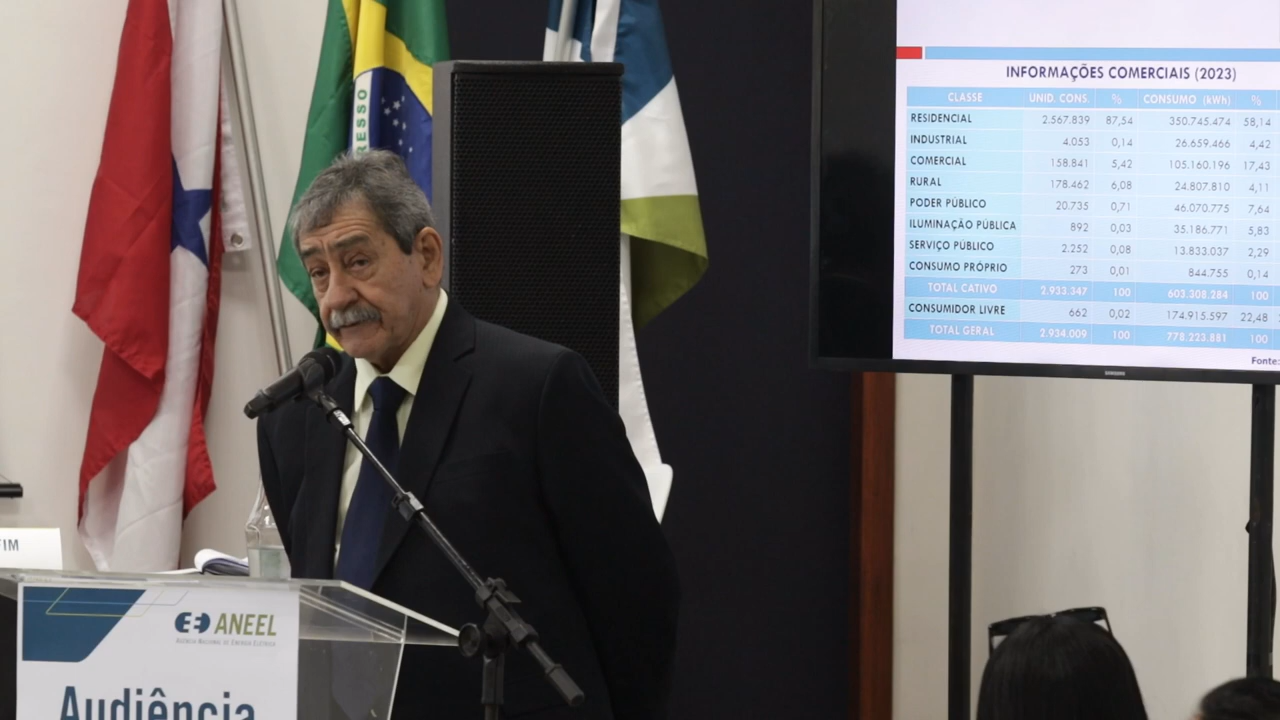 RESSO
INFORMAÇÕES COMERCIAIS (2023)
CLASSE UNID. CONS. % CONSUMO (kWh) %
RESIDENCIAL 2.567.839 87,54 350.745.474 58,14
INDUSTRIAL 4.053 0,14 26.659.466 4,42
COMERCIAL 158.841 5,42 105.160.196 17,43
RURAL 178.462 6,08 24.807.810 4,11
PODER PÚBLICO 20.735 0,71 46.070.775 7,64
ILUMINAÇÃO PÚBLICA 892 0,03 35.186.771 5,83
SERVIÇO PÚBLICO 2.252 0,08 13.833.037 2,29
CONSUMO PRÓPRIO 273 0,01 844.755 0,14
TOTAL CATIVO 2.933.347 100 603.308.284 100
CONSUMIDOR LIVRE 662 0,02 174.915.597 22,48
TOTAL GERAL 2.934.009 100 778.223.881 100
Fonte:
SAMSUNG
FIM
ANEEL
AGÊNCIA NACIONAL DE ENERGIA ELÉTRICA
Audiência